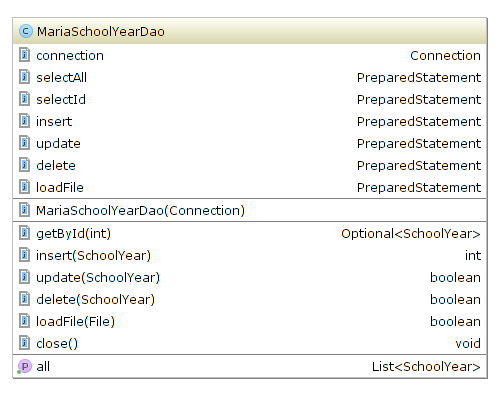 C MariaSchoolYearDao
connection Connection
selectAll PreparedStatement
selectId PreparedStatement
insert PreparedStatement
update PreparedStatement
delete PreparedStatement
loadFile PreparedStatement
MariaSchoolYearDao(Connection)
getById(int) Optional<SchoolYear>
insert(SchoolYear) int
update(SchoolYear) boolean
delete(SchoolYear) boolean
loadFile(File) boolean
close() void
P all List<SchoolYear>